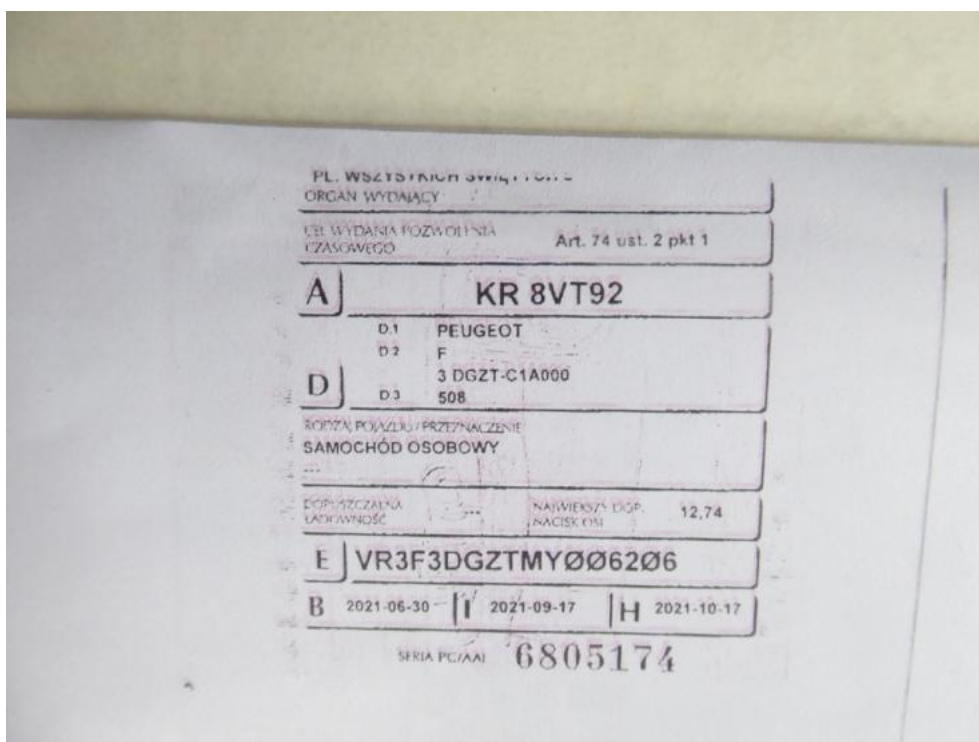 PL. WSZYSTKICH
ORGAN WYDAJĄCY
CEL WYDANIA POZWOLENIA
CZASOWEGO
Art. 74 ust. 2 pkt 1
A KR 8VT92
D.1 PEUGEOT
D.2 F
3 DGZT-C1A000
D
D.3 508
RODZAJ POJAZDU / PRZEZNACZENIE
SAMOCHÓD OSOBOWY
---
DOPUSZCZALNA
ŁADOWNOŚĆ
---
NAJWIĘKSZY DOP.
NACISK OSI
12,74
E VR3F3DGZTMYØØ62Ø6
B 2021-06-30 I 2021-09-17 H 2021-10-17
SERIA PC/AAI 6805174